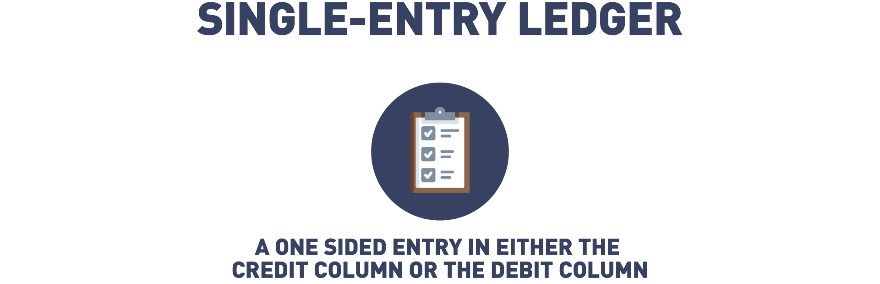 SINGLE-ENTRY LEDGER
A ONE SIDED ENTRY IN EITHER THE
CREDIT COLUMN OR THE DEBIT COLUMN